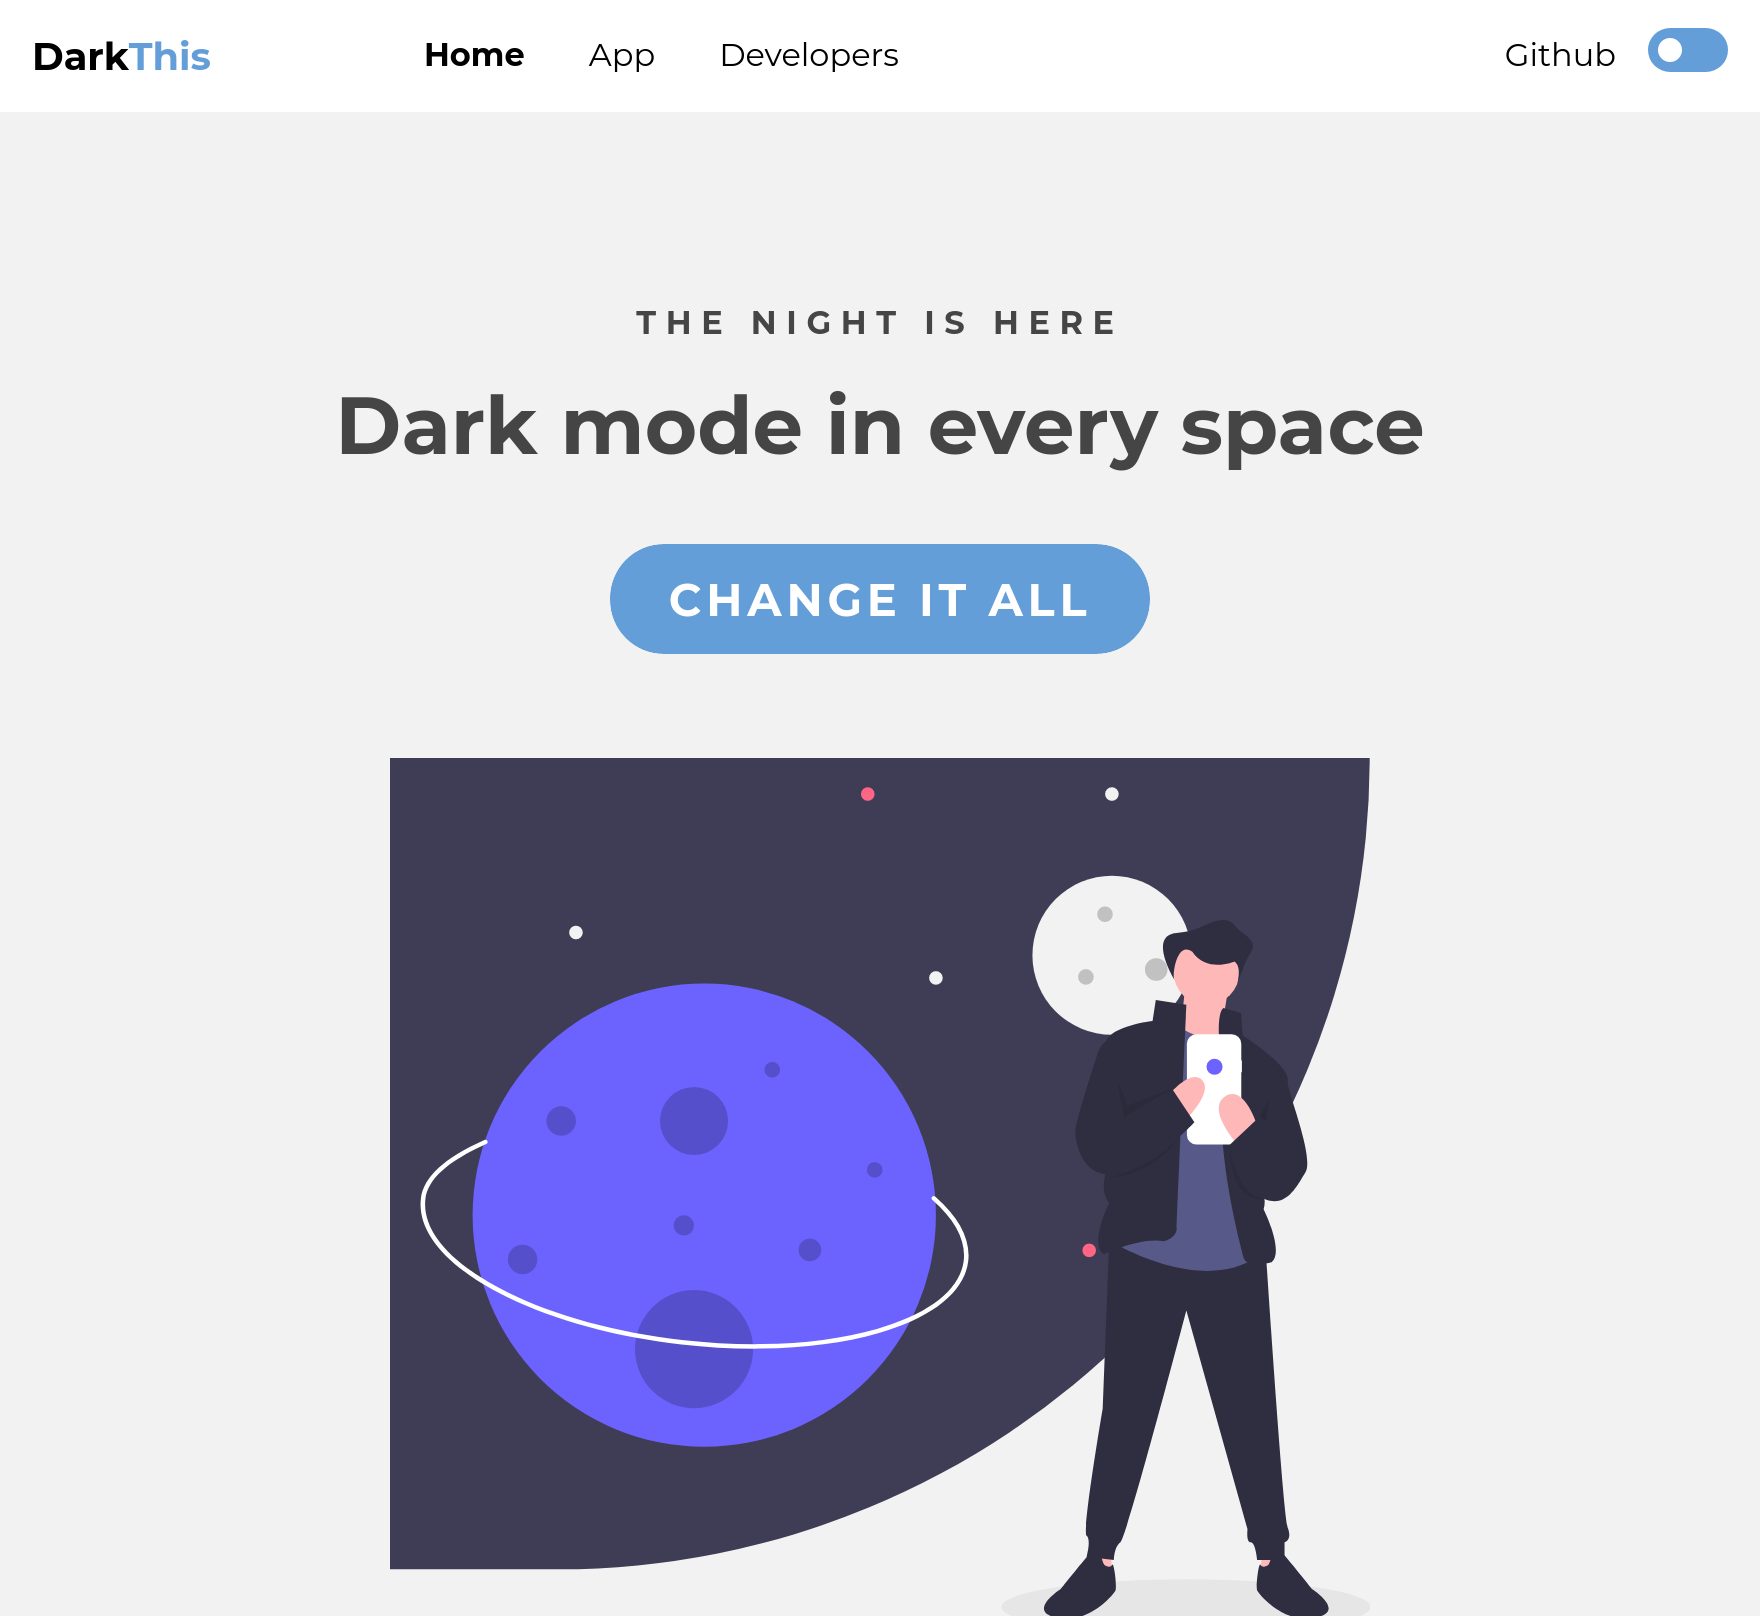 DarkThis Home App Developers Github
THE NIGHT IS HERE
Dark mode in every space
CHANGE IT ALL